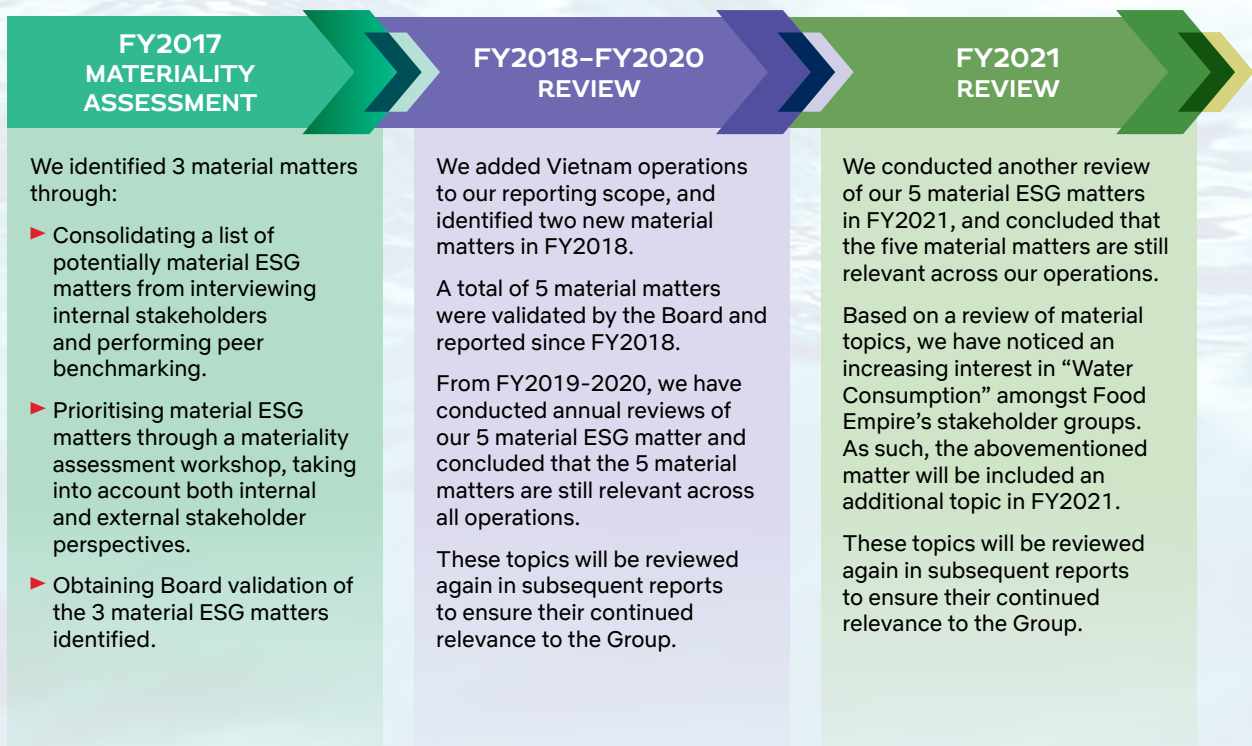 FY2017
MATERIALITY
ASSESSMENT
We identified 3 material matters
through:
Consolidating a list of
potentially material ESG
matters from interviewing
internal stakeholders
and performing peer
benchmarking.
Prioritising material ESG
matters through a materiality
assessment workshop, taking
into account both internal
and external stakeholder
perspectives.
Obtaining Board validation of
the 3 material ESG matters
identified.
FY2018–FY2020
REVIEW
We added Vietnam operations
to our reporting scope, and
identified two new material
matters in FY2018.
A total of 5 material matters
were validated by the Board and
reported since FY2018.
From FY2019-2020, we have
conducted annual reviews of
our 5 material ESG matter and
concluded that the 5 material
matters are still relevant across
all operations.
These topics will be reviewed
again in subsequent reports
to ensure their continued
relevance to the Group.
FY2021
REVIEW
We conducted another review
of our 5 material ESG matters
in FY2021, and concluded that
the five material matters are still
relevant across our operations.
Based on a review of material
topics, we have noticed an
increasing interest in “Water
Consumption” amongst Food
Empire’s stakeholder groups.
As such, the abovementioned
matter will be included an
additional topic in FY2021.
These topics will be reviewed
again in subsequent reports
to ensure their continued
relevance to the Group.